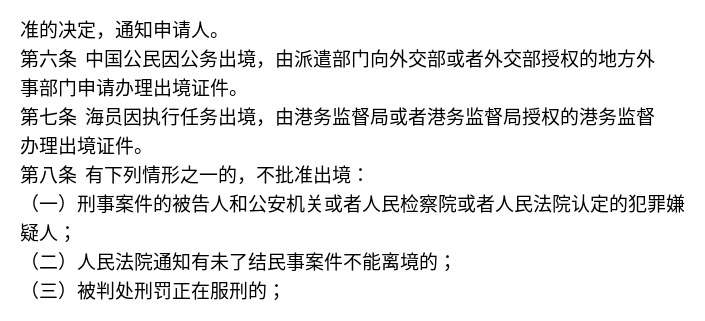 准的决定，通知申请人。
第六条 中国公民因公务出境，由派遣部门向外交部或者外交部授权的地方外
事部门申请办理出境证件。
第七条 海员因执行任务出境，由港务监督局或者港务监督局授权的港务监督
办理出境证件。
第八条 有下列情形之一的，不批准出境：
（一）刑事案件的被告人和公安机关或者人民检察院或者人民法院认定的犯罪嫌
疑人；
（二）人民法院通知有未了结民事案件不能离境的；
（三）被判处刑罚正在服刑的；